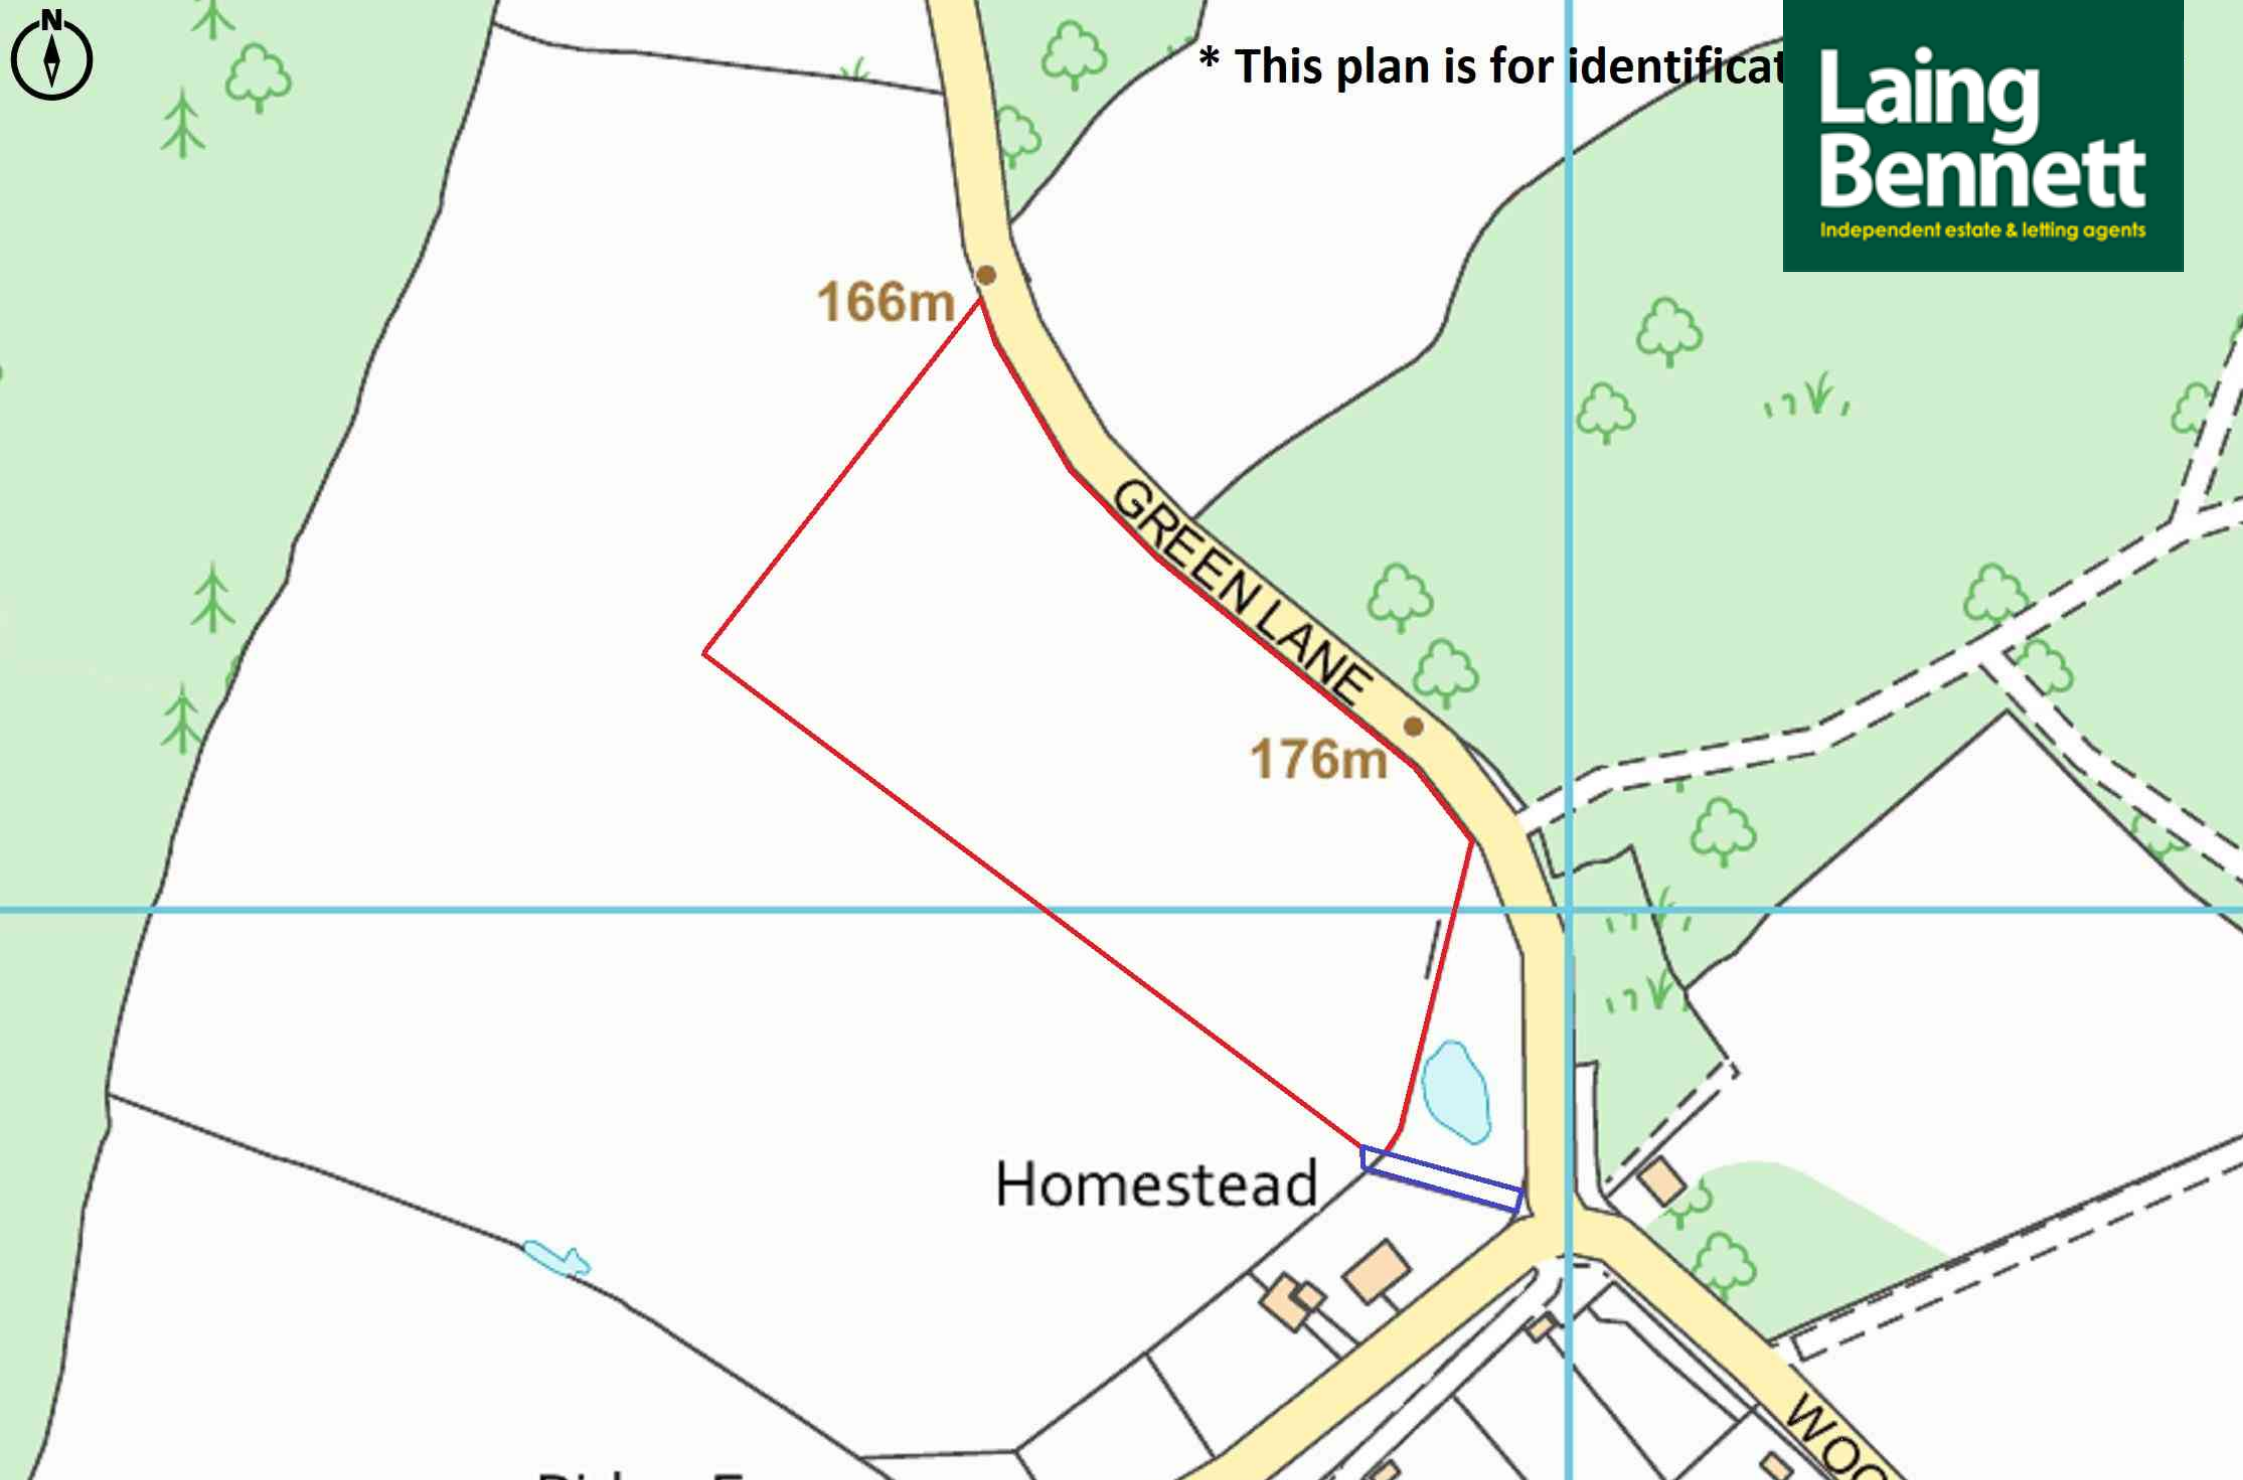 N
* This plan is for identificat
Laing
Bennett
Independent estate & letting agents
166m
GREEN LANE
176m
Homestead
WOO